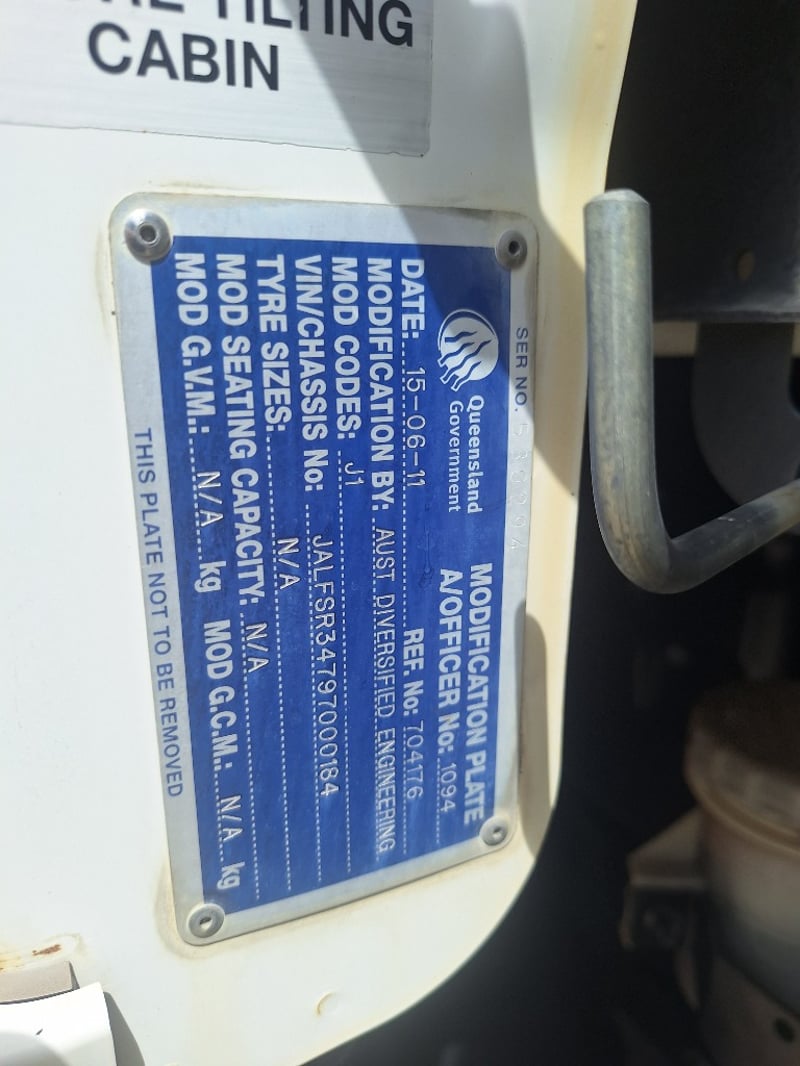 TILTING
CABIN
SER NO.
Queensland
Government
MODIFICATION PLATE
A/OFFICER No: 1094
DATE: 15-06-11 REF. No: 704176
MODIFICATION BY: AUST DIVERSIFIED ENGINEERING
MOD CODES: J1
VIN/CHASSIS No: JALFSR34797000184
TYRE SIZES: N/A
MOD SEATING CAPACITY: N/A
MOD G.V.M.: N/A kg MOD G.C.M.: N/A kg
THIS PLATE NOT TO BE REMOVED